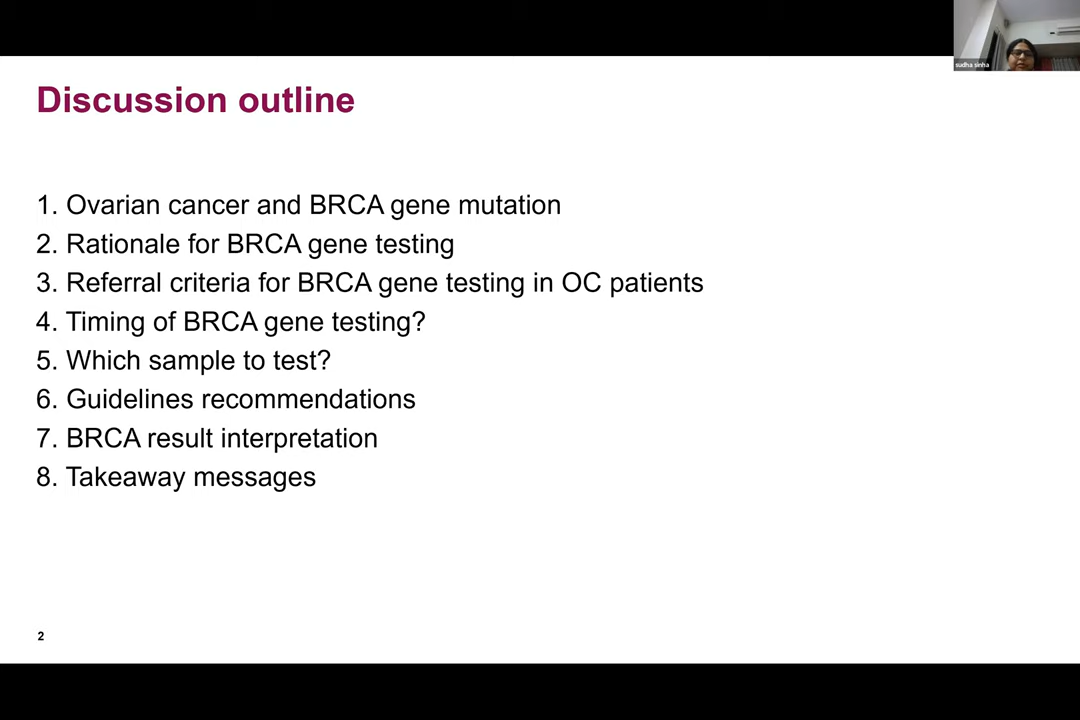 sudha sinha
Discussion outline
1. Ovarian cancer and BRCA gene mutation
2. Rationale for BRCA gene testing
3. Referral criteria for BRCA gene testing in OC patients
4. Timing of BRCA gene testing?
5. Which sample to test?
6. Guidelines recommendations
7. BRCA result interpretation
8. Takeaway messages
2